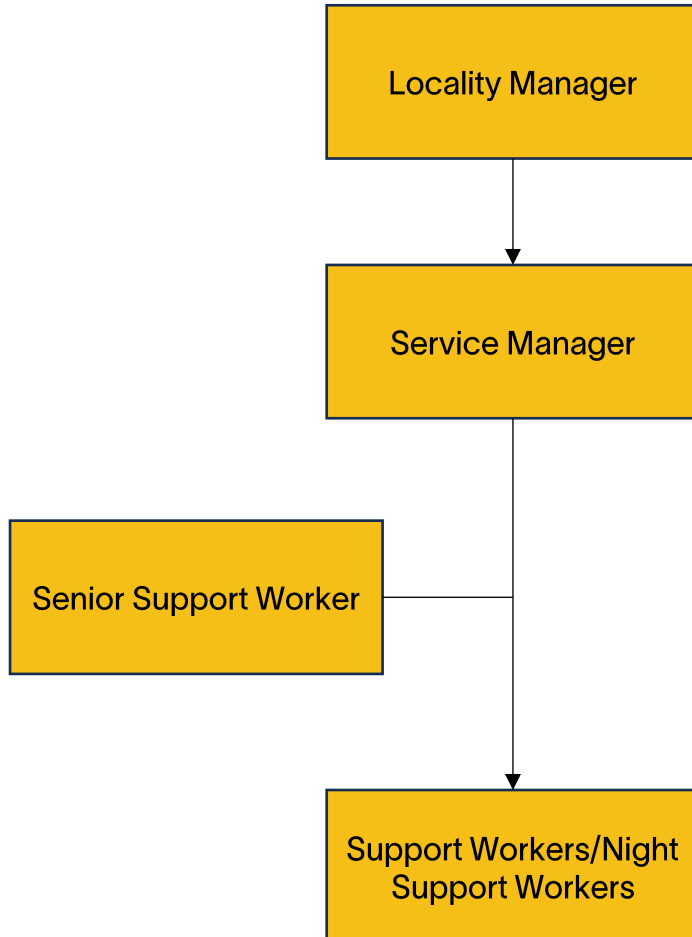 Locality Manager
Service Manager
Senior Support Worker
Support Workers/Night
Support Workers